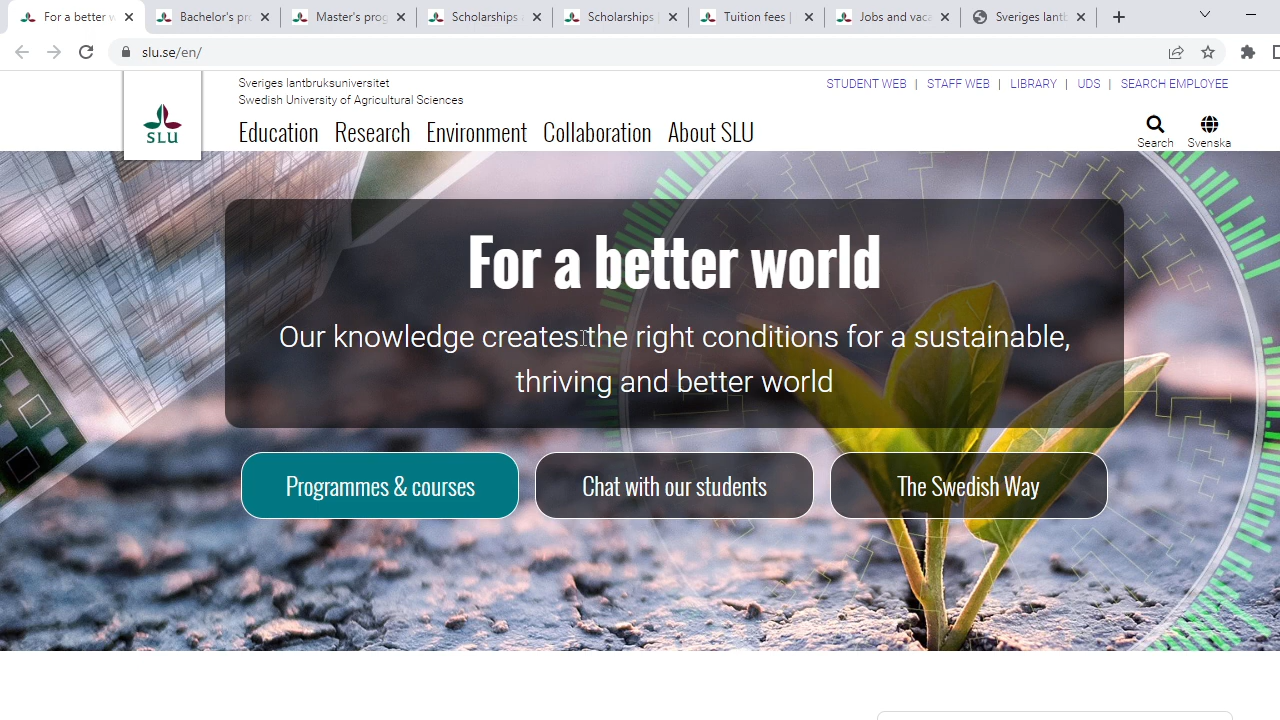 For a better w
Bachelor's pro
Master's prog
Scholarships a
Scholarships |
Tuition fees |
Jobs and vaca
Sveriges lantb
slu.se/en/
Sveriges lantbruksuniversitet
Swedish University of Agricultural Sciences
STUDENT WEB | STAFF WEB | LIBRARY | UDS | SEARCH EMPLOYEE
SLU
Education Research Environment Collaboration About SLU
Search Svenska
For a better world
Our knowledge creates the right conditions for a sustainable,
thriving and better world
Programmes & courses
Chat with our students
The Swedish Way